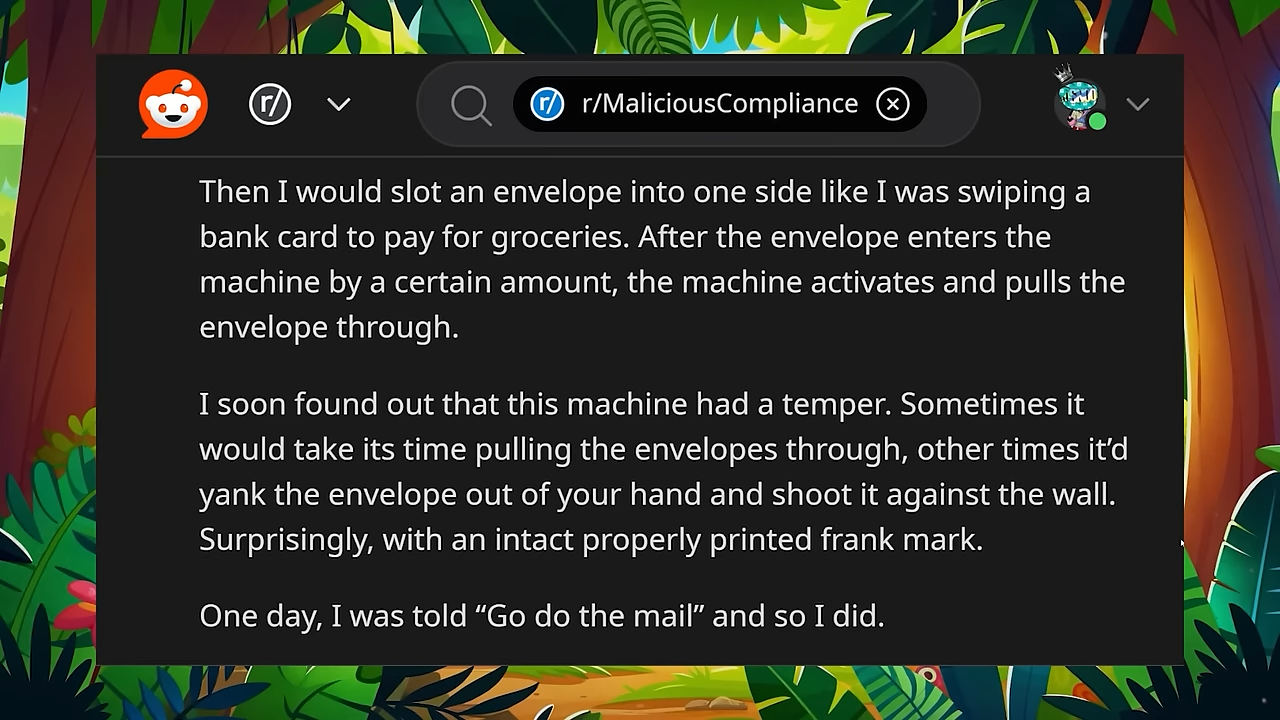 r/MaliciousCompliance
Then I would slot an envelope into one side like I was swiping a
bank card to pay for groceries. After the envelope enters the
machine by a certain amount, the machine activates and pulls the
envelope through.
I soon found out that this machine had a temper. Sometimes it
would take its time pulling the envelopes through, other times it’d
yank the envelope out of your hand and shoot it against the wall.
Surprisingly, with an intact properly printed frank mark.
One day, I was told “Go do the mail” and so I did.